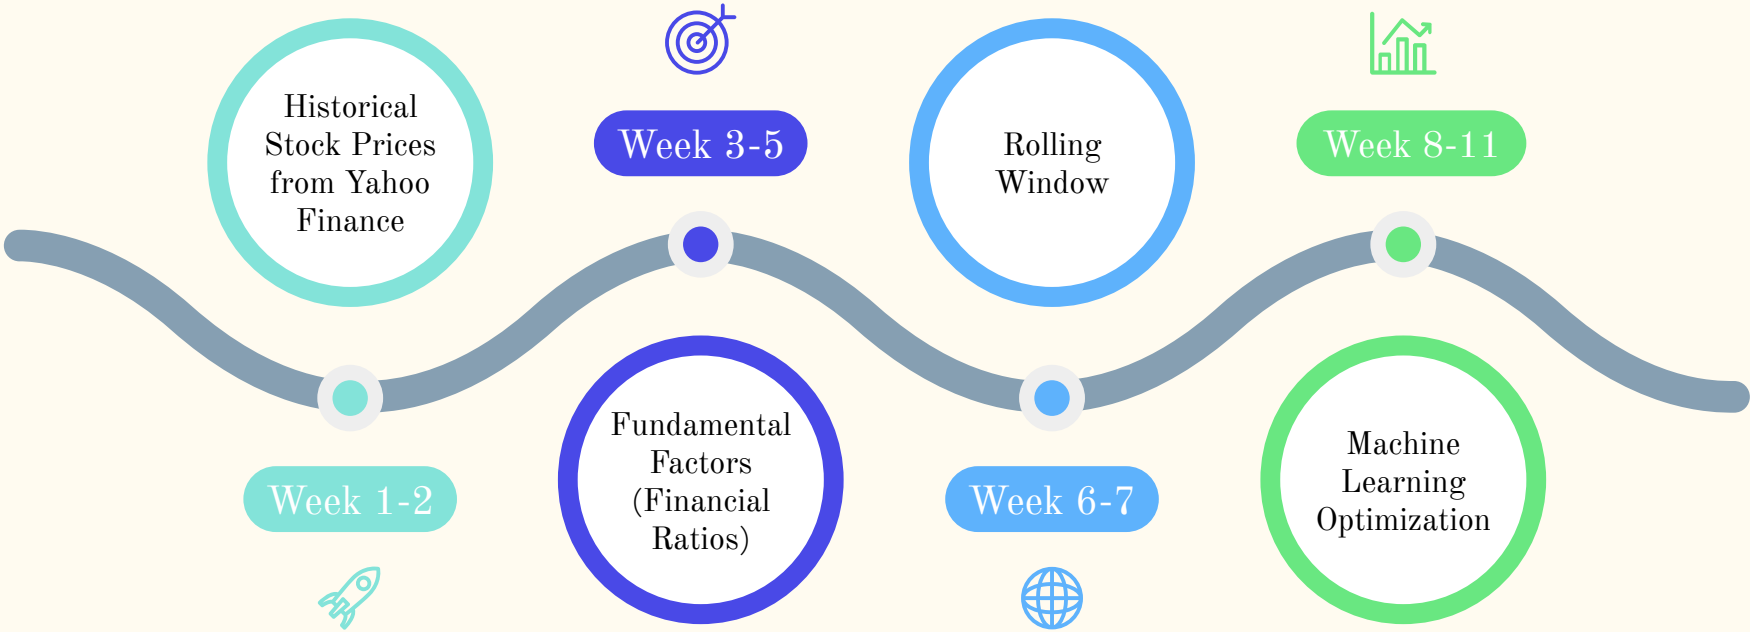 Historical
Stock Prices
from Yahoo
Finance
Week 1-2
Week 3-5
Fundamental
Factors
(Financial
Ratios)
Rolling
Window
Week 6-7
Week 8-11
Machine
Learning
Optimization